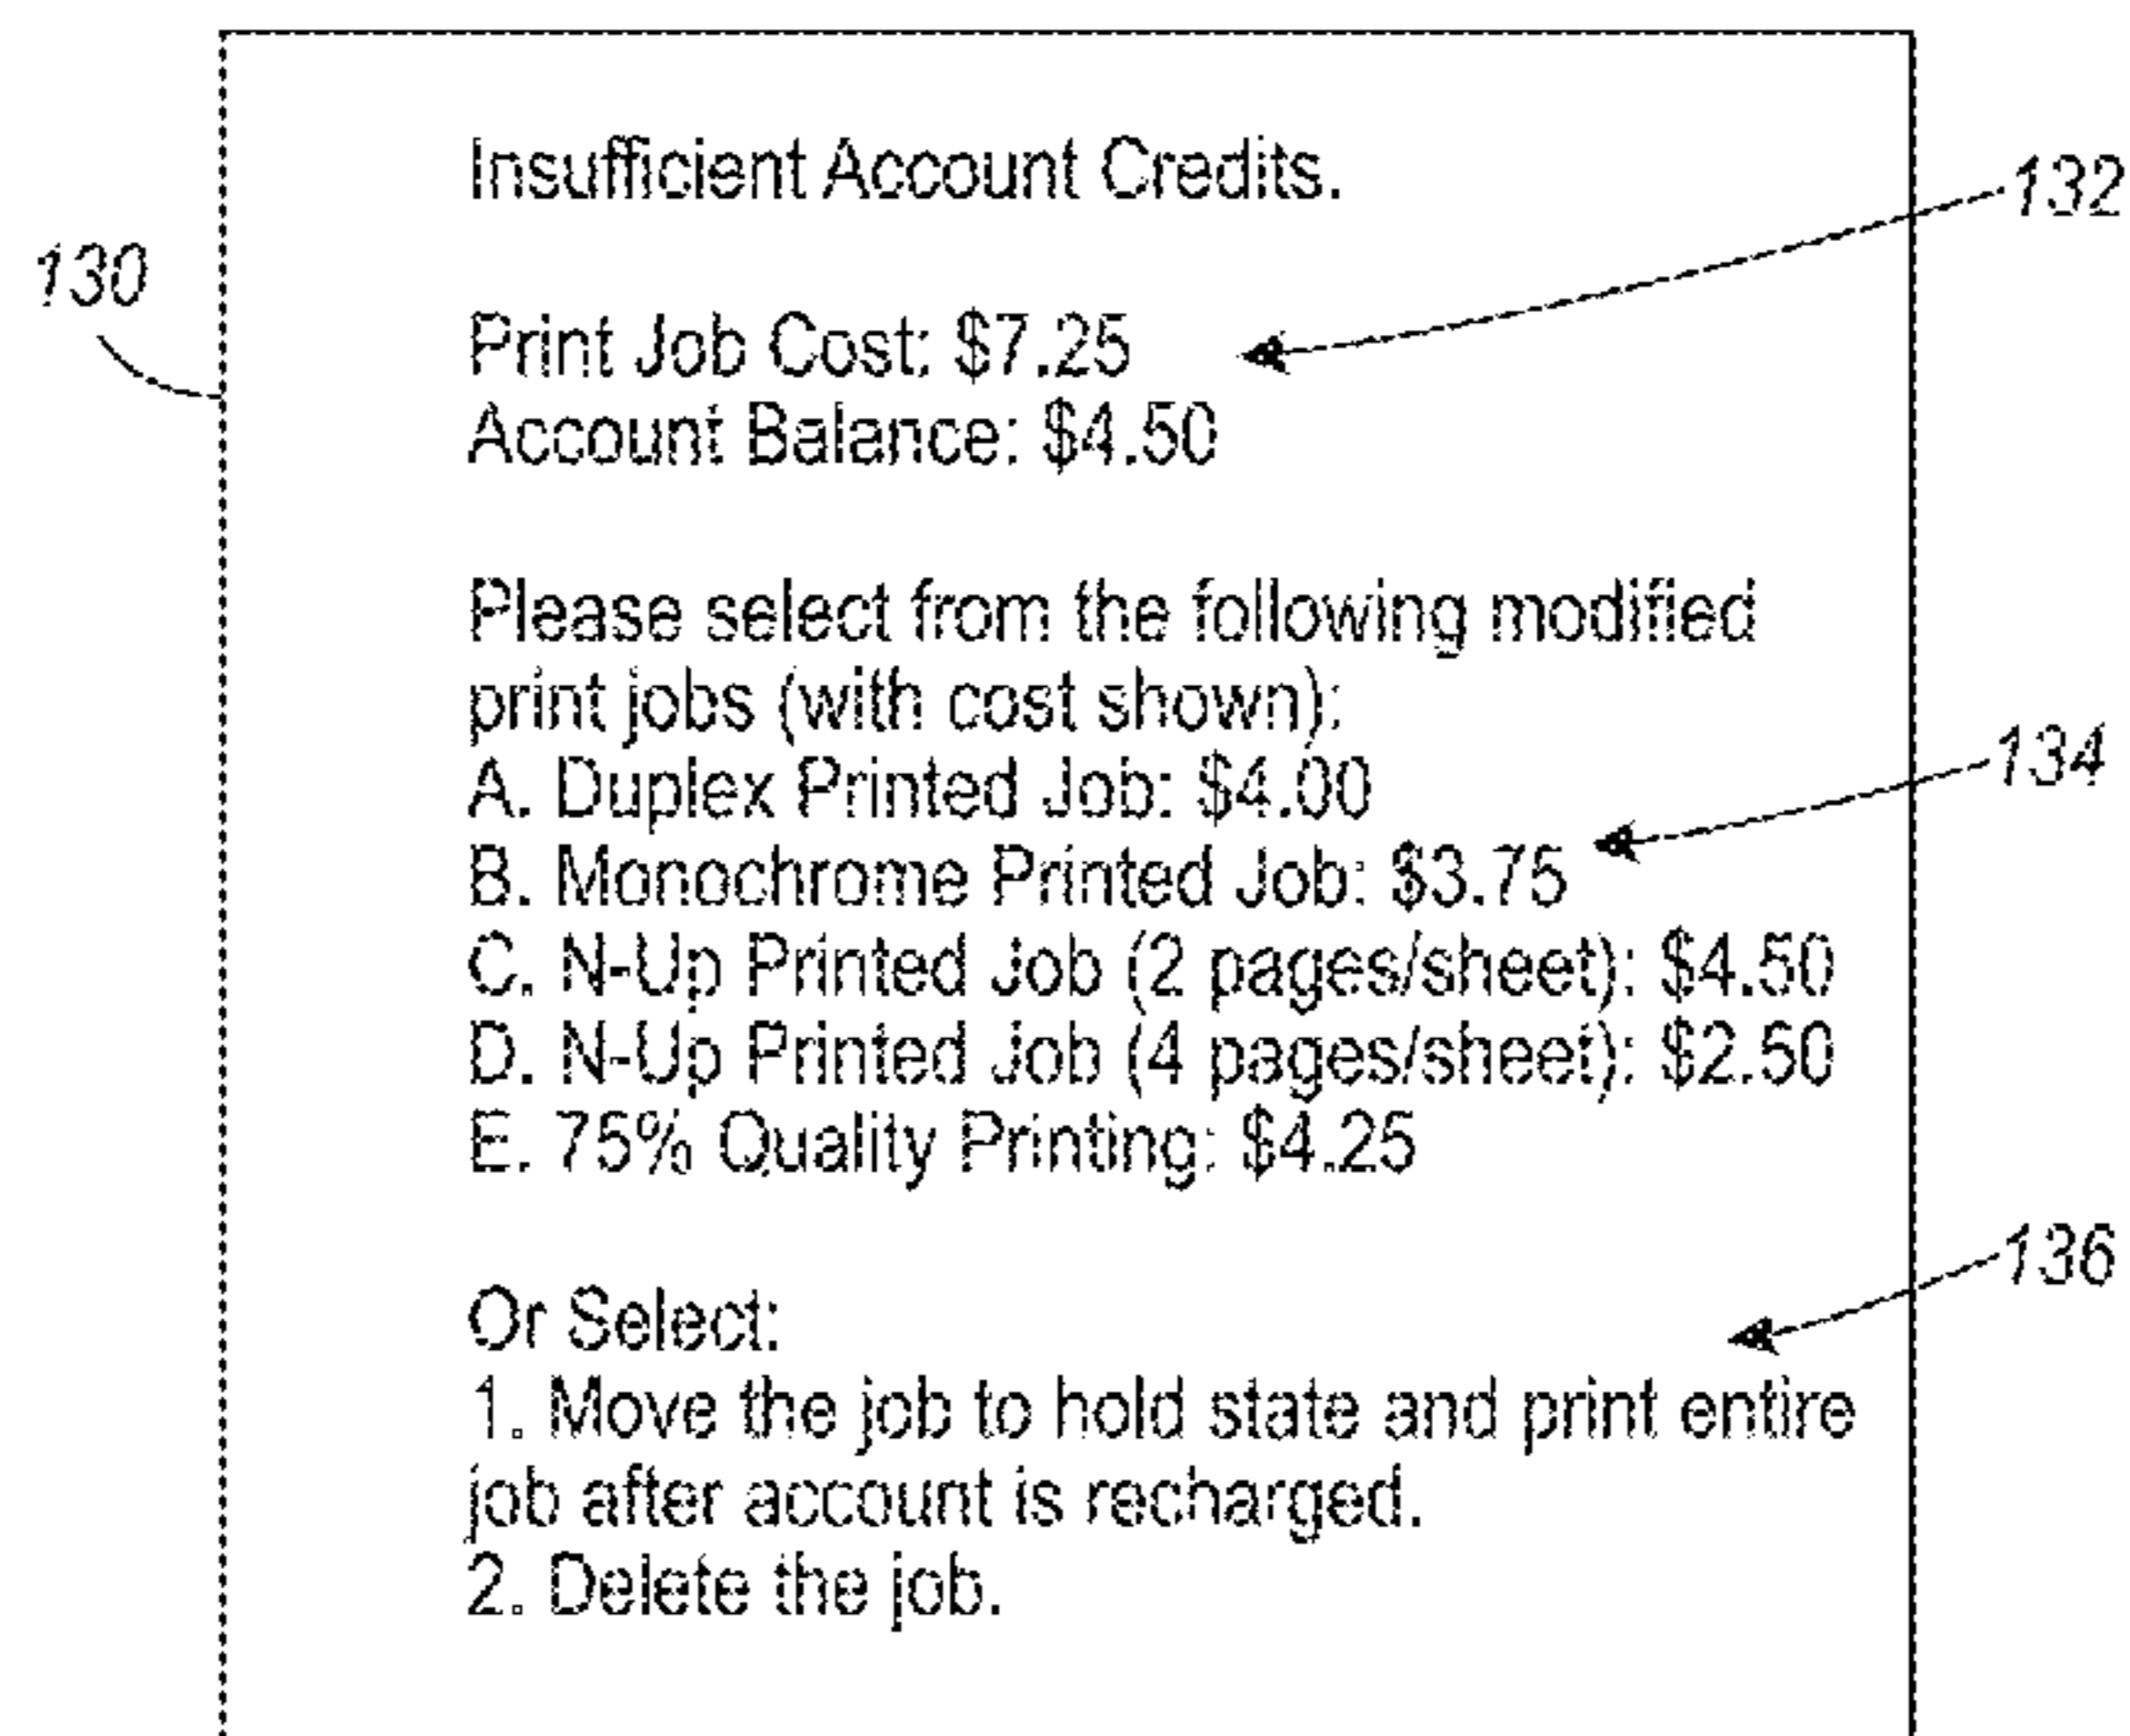 Insufficient Account Credits.
132
130
Print Job Cost: $7.25
Account Balance: $4.50
Please select from the following modified
print jobs (with cost shown):
134
A. Duplex Printed Job: $4.00
B. Monochrome Printed Job: $3.75
C. N-Up Printed Job (2 pages/sheet): $4.50
D. N-Up Printed Job (4 pages/sheet): $2.50
E. 75% Quality Printing: $4.25
136
Or Select:
1. Move the job to hold state and print entire
job after account is recharged.
2. Delete the job.